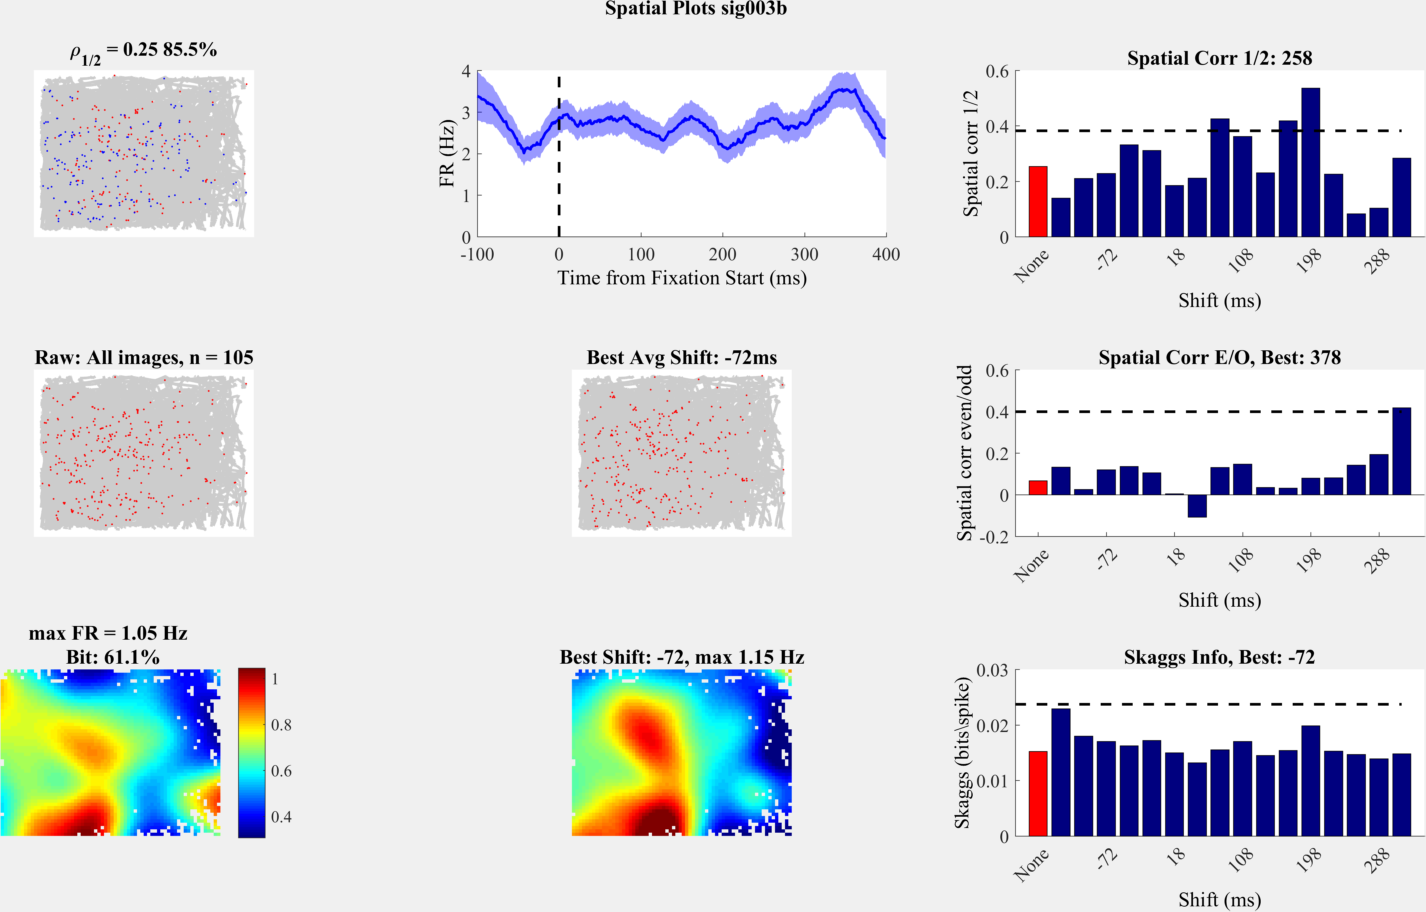 Spatial Plots sig003b
ρ1/2 = 0.25 85.5%
4
3
2
1
0
FR (Hz)
-100
0
100
200
300
400
Time from Fixation Start (ms)
Spatial Corr 1/2: 258
0.6
0.4
0.2
0
Spatial corr 1/2
None
-72
18
108
198
288
Shift (ms)
Raw: All images, n = 105
Best Avg Shift: -72ms
Spatial Corr E/O, Best: 378
0.6
0.4
0.2
0
-0.2
Spatial corr even/odd
None
-72
18
108
198
288
Shift (ms)
max FR = 1.05 Hz
Bit: 61.1%
1
0.8
0.6
0.4
Best Shift: -72, max 1.15 Hz
Skaggs Info, Best: -72
0.03
0.02
0.01
0
Skaggs (bits\spike)
None
-72
18
108
198
288
Shift (ms)